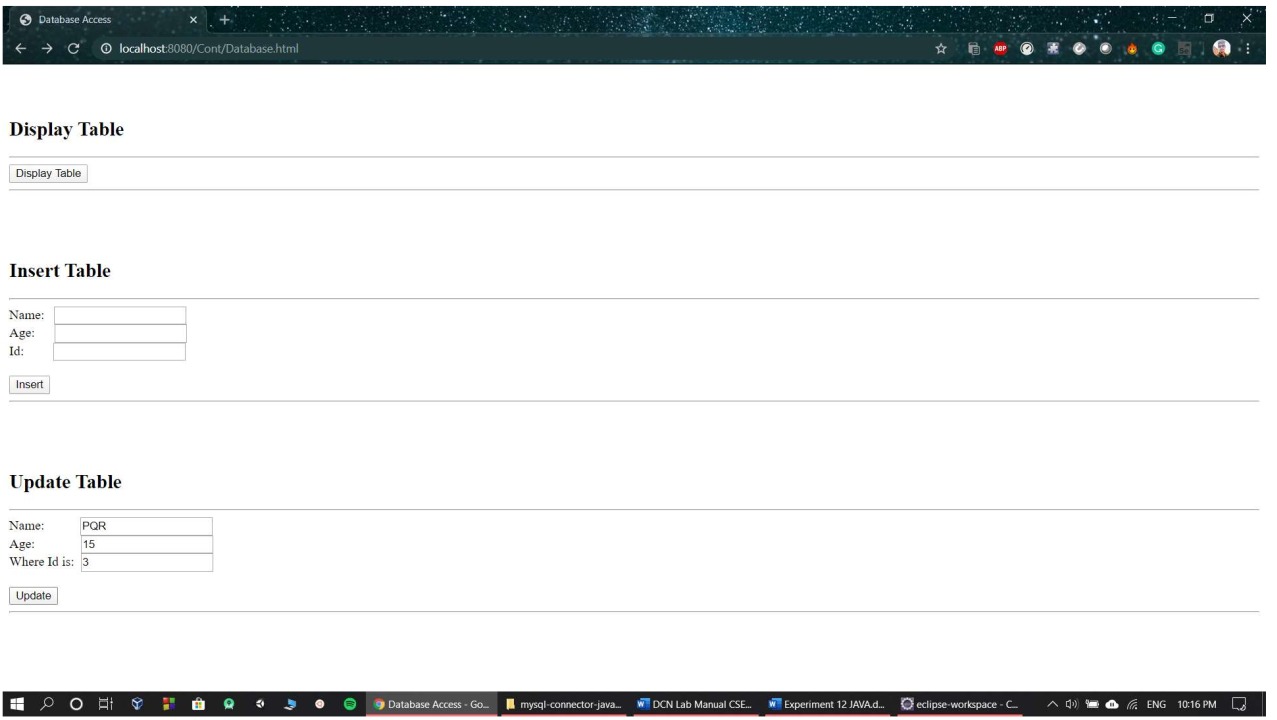 Database Access
localhost:8080/Cont/Database.html
ABP
G
Display Table
Display Table
Insert Table
Name:
Age:
Id:
Insert
Update Table
Name: PQR
Age: 15
Where Id is: 3
Update
Database Access - Go... mysql-connector-java... DCN Lab Manual CSE... Experiment 12 JAVA.d... eclipse-workspace - C... ENG 10:16 PM